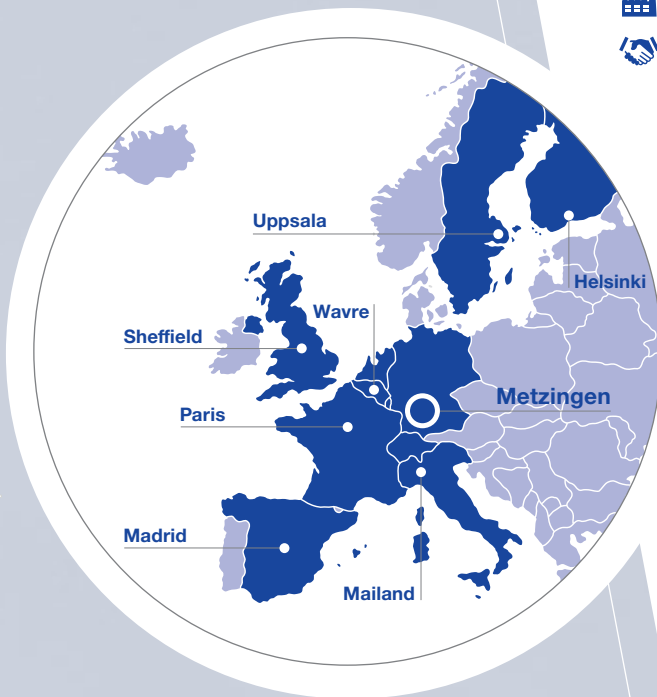 Uppsala
Helsinki
Wavre
Sheffield
Metzingen
Paris
Madrid
Mailand